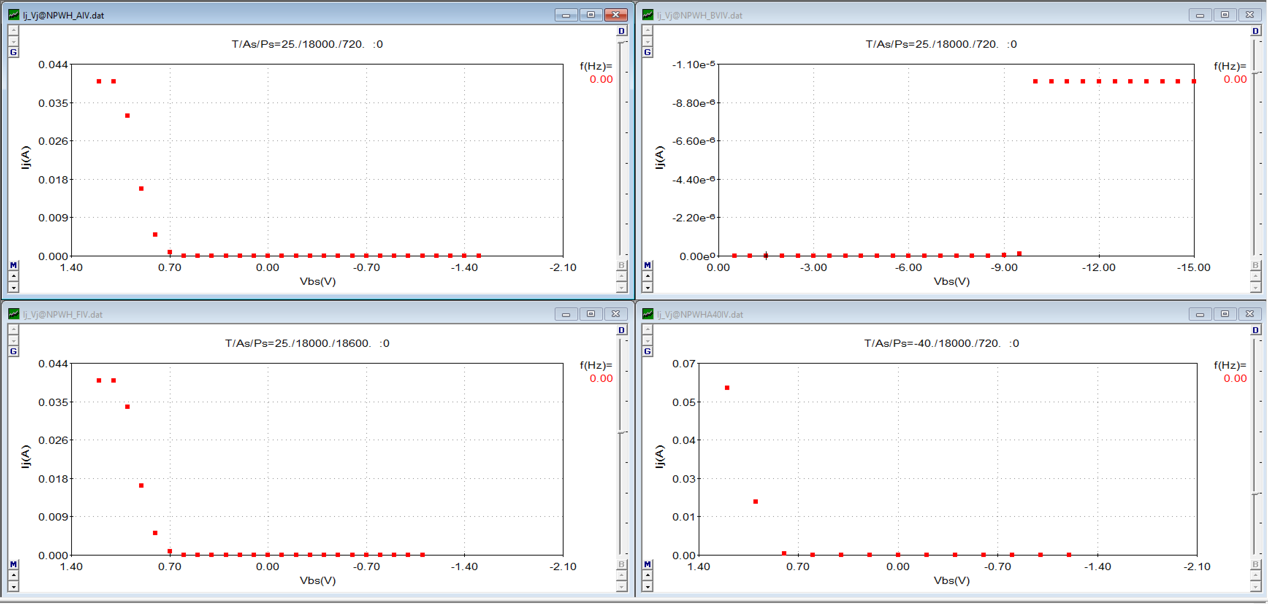 Ij_Vj@NPWH_AIV.dat
T/As/Ps=25./18000./720. :0
D
G
f(Hz)=
0.00
0.044
0.035
0.026
0.018
0.009
0.000
Ij(A)
1.40 0.70 0.00 -0.70 -1.40 -2.10
Vbs(V)
M
B
Ij_Vj@NPWH_BVIV.dat
T/As/Ps=25./18000./720. :0
D
G
f(Hz)=
0.00
-1.10e-5
-8.80e-6
-6.60e-6
-4.40e-6
-2.20e-6
0.00e0
Ij(A)
0.00 -3.00 -6.00 -9.00 -12.00 -15.00
Vbs(V)
M
B
Ij_Vj@NPWH_FIV.dat
T/As/Ps=25./18000./18600. :0
D
G
f(Hz)=
0.00
0.044
0.035
0.026
0.018
0.009
0.000
Ij(A)
1.40 0.70 0.00 -0.70 -1.40 -2.10
Vbs(V)
M
B
Ij_Vj@NPWHA40IV.dat
T/As/Ps=-40./18000./720. :0
D
G
f(Hz)=
0.00
0.07
0.05
0.04
0.03
0.01
0.00
Ij(A)
1.40 0.70 0.00 -0.70 -1.40 -2.10
Vbs(V)
M
B